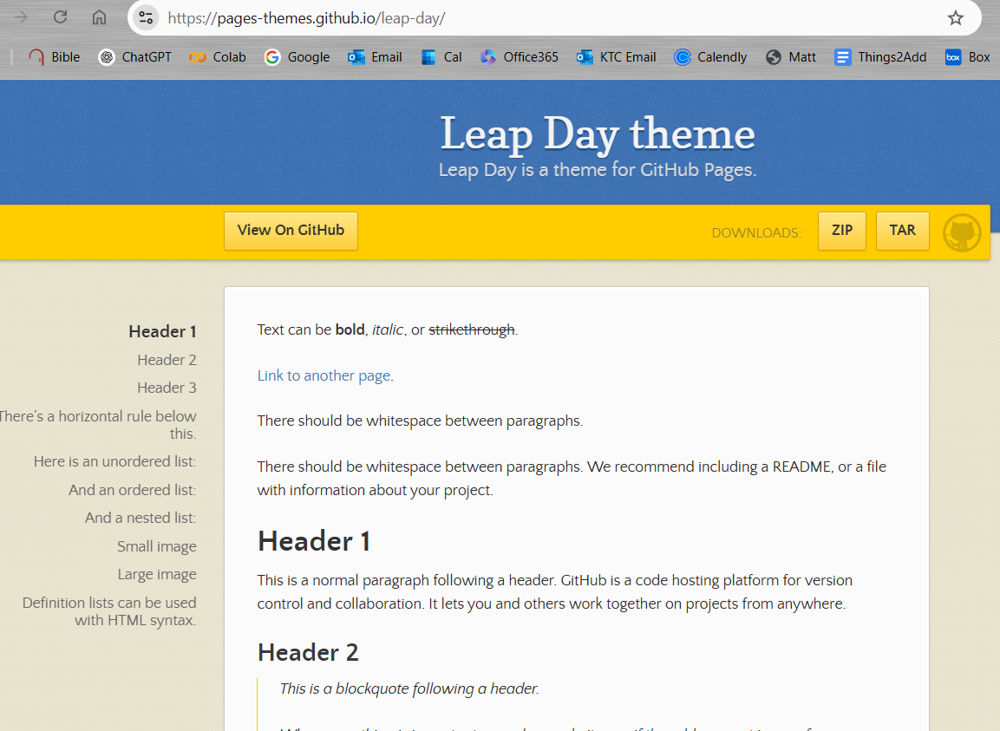 https://pages-themes.github.io/leap-day/
Bible ChatGPT Colab Google Email Cal Office365 KTC Email Calendly Matt Things2Add box Box
Leap Day theme
Leap Day is a theme for GitHub Pages.
View On GitHub DOWNLOADS: ZIP TAR
Header 1
Header 2
Header 3
There's a horizontal rule below
this.
Here is an unordered list:
And an ordered list:
And a nested list:
Small image
Large image
Definition lists can be used
with HTML syntax.
Text can be bold, italic, or strikethrough.
Link to another page.
There should be whitespace between paragraphs.
There should be whitespace between paragraphs. We recommend including a README, or a file
with information about your project.
Header 1
This is a normal paragraph following a header. GitHub is a code hosting platform for version
control and collaboration. It lets you and others work together on projects from anywhere.
Header 2
This is a blockquote following a header.